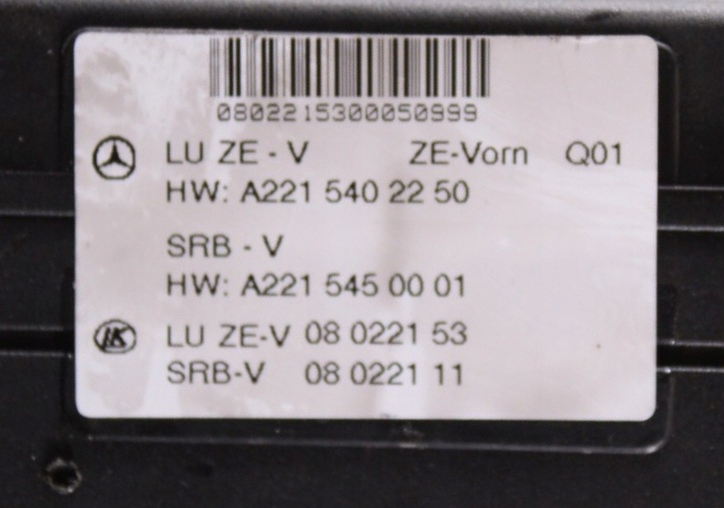 0802215300050999
LU ZE - V ZE-Vorn Q01
HW: A221 540 22 50
SRB - V
HW: A221 545 00 01
LU ZE-V 08 0221 53
SRB-V 08 0221 11